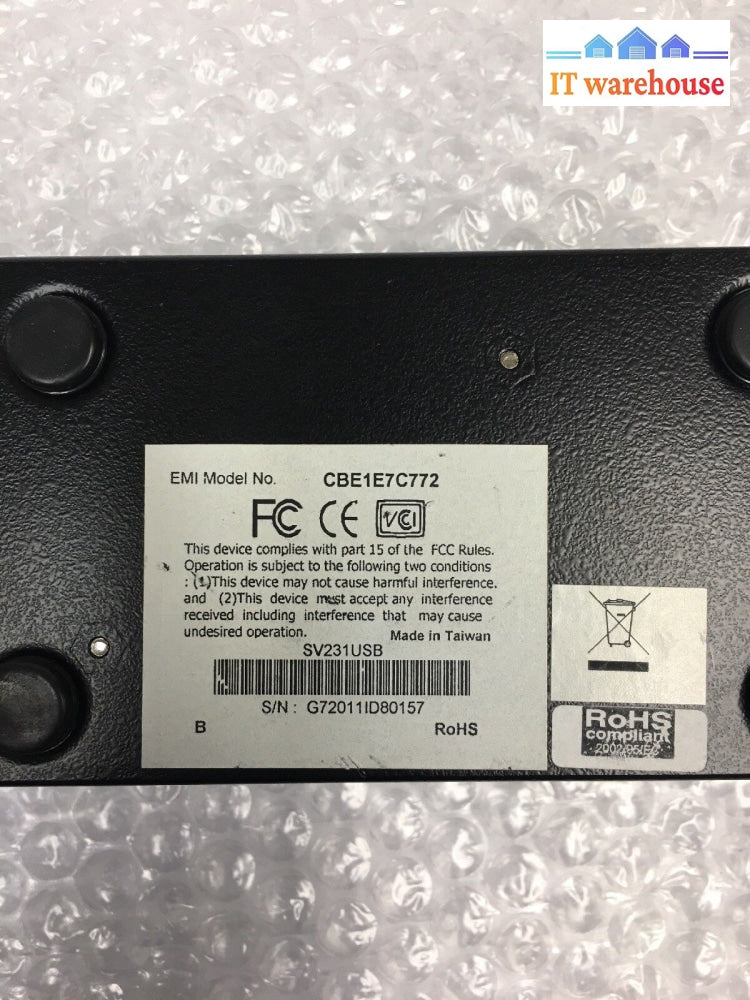 IT warehouse
EMI Model No. CBE1E7C772
FC CE VCI
This device complies with part 15 of the FCC Rules.
Operation is subject to the following two conditions
: (1)This device may not cause harmful interference.
and (2)This device must accept any interference
received including interference that may cause
undesired operation. Made in Taiwan
SV231USB
S/N : G72011ID80157
B RoHS
RoHS
compliant
2002/95/EC